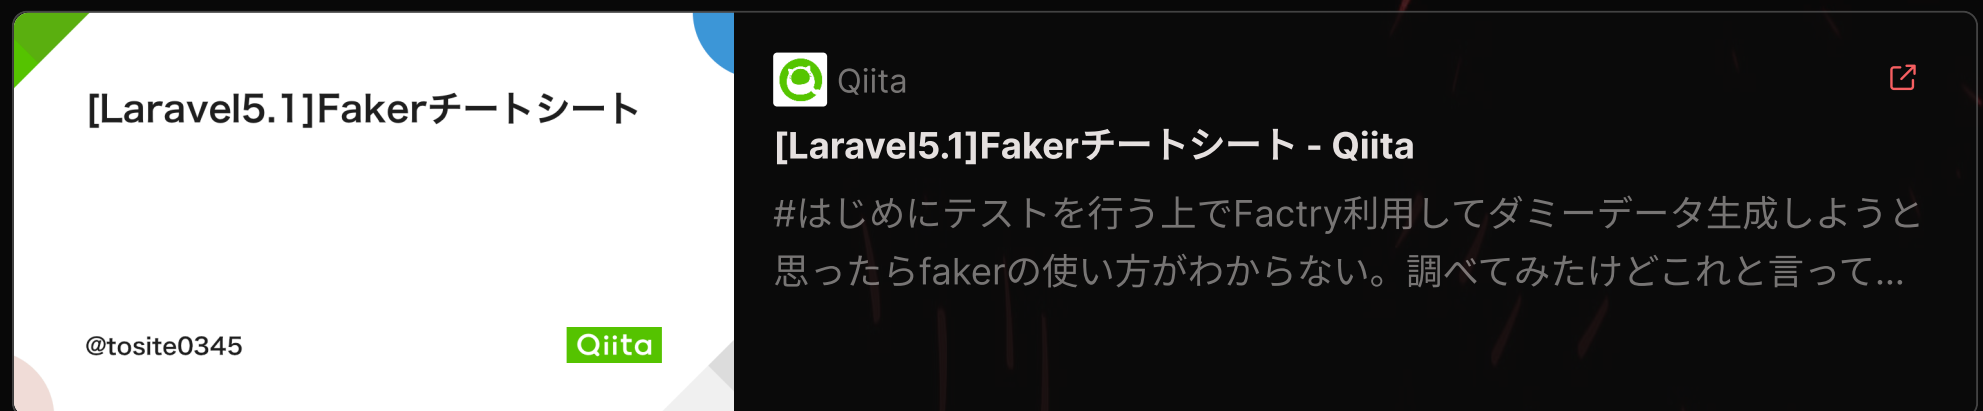 [Laravel5.1]Fakerチートシート
@tosite0345
Qiita
Qiita
[Laravel5.1]Fakerチートシート - Qiita
#はじめにテストを行う上でFactry利用してダミーデータ生成しようと
思ったらfakerの使い方がわからない。調べてみたけどこれと言って...